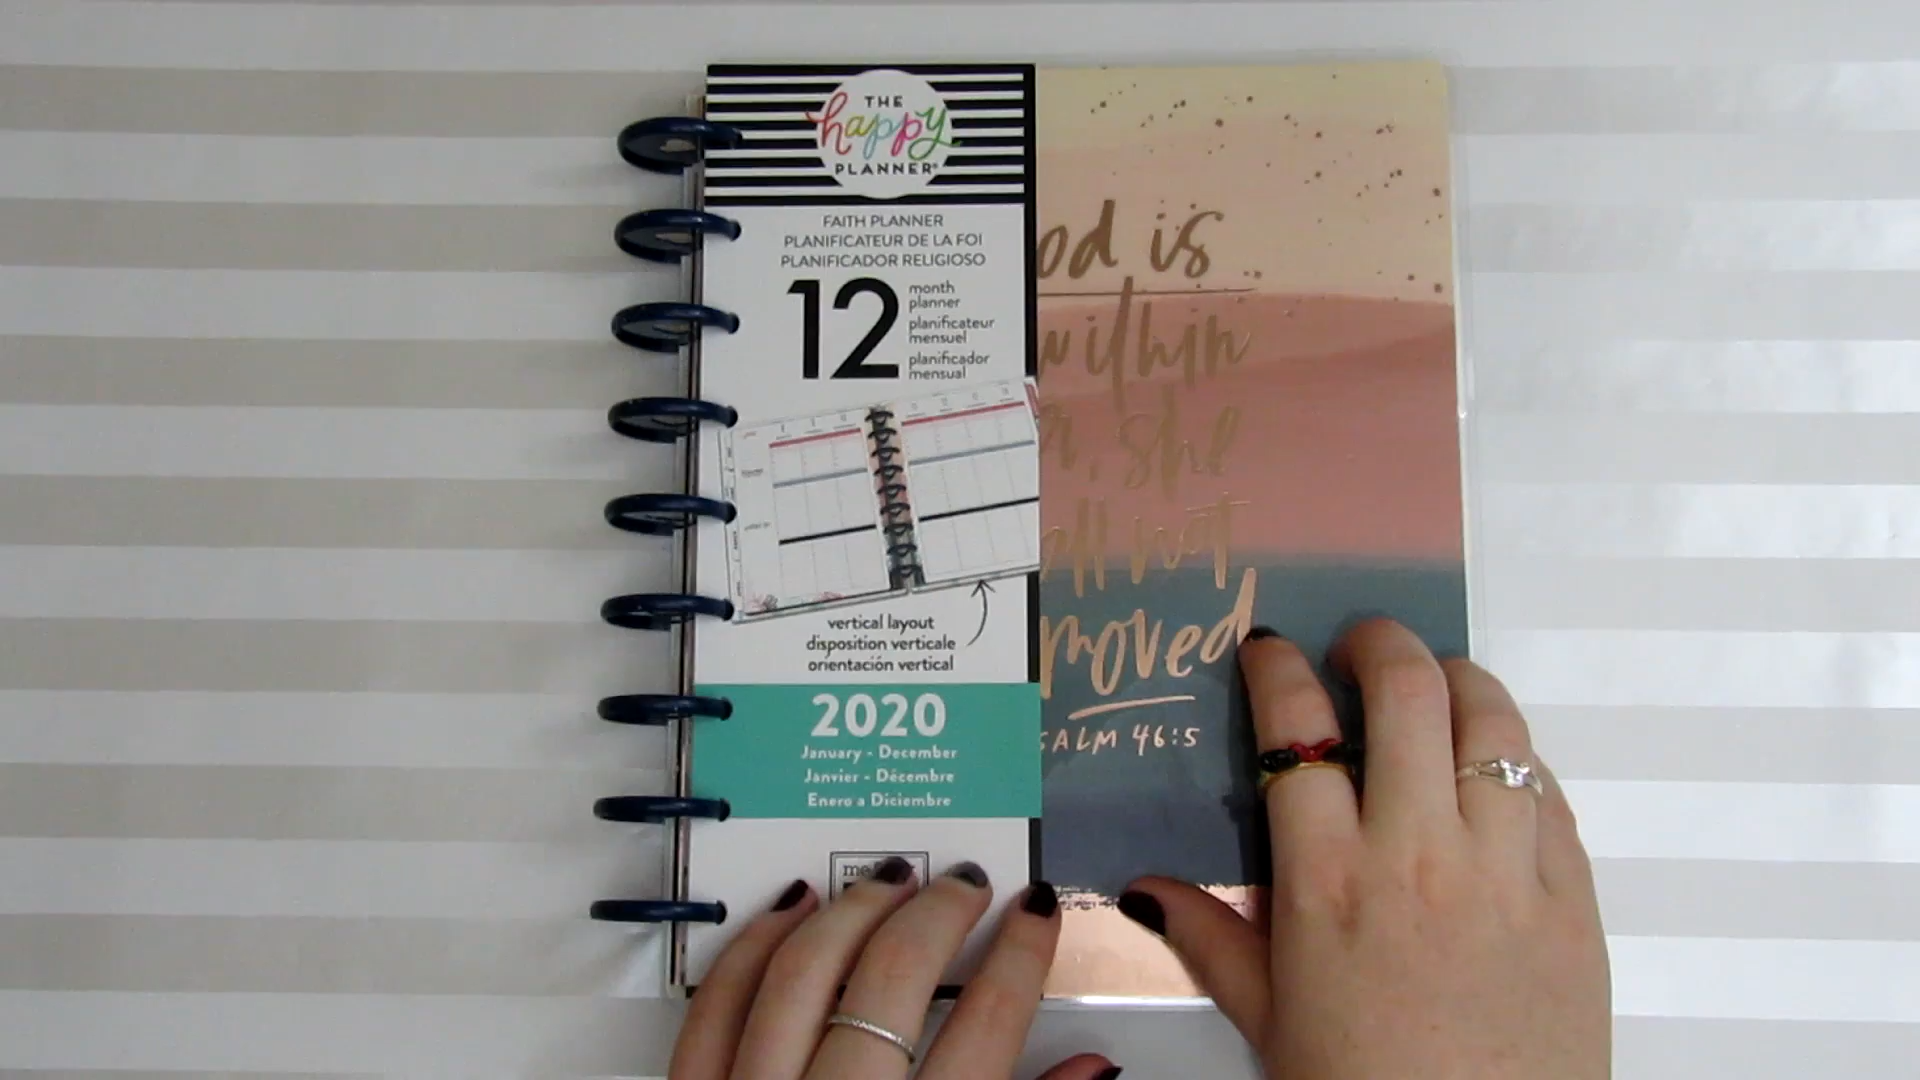 THE
happy
PLANNER®
FAITH PLANNER
PLANIFICATEUR DE LA FOI
PLANIFICADOR RELIGIOSO
12
month
planner
planificateur
mensuel
planificador
mensual
vertical layout
disposition verticale
orientación vertical
2020
January - December
Janvier - Décembre
Enero a Diciembre
od is
within
she
not
moved
SALM 46:5